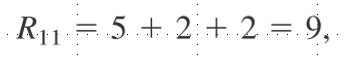 R₁₁ = 5 + 2 + 2 = 9,